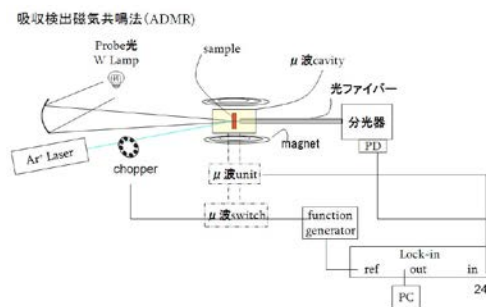 吸収検出磁気共鳴法(ADMR)
Probe光
W Lamp
sample
μ波cavity
光ファイバー
分光器
PD
Ar⁺ Laser
chopper
magnet
μ波unit
μ波switch
function
generator
Lock-in
ref out in
PC
24